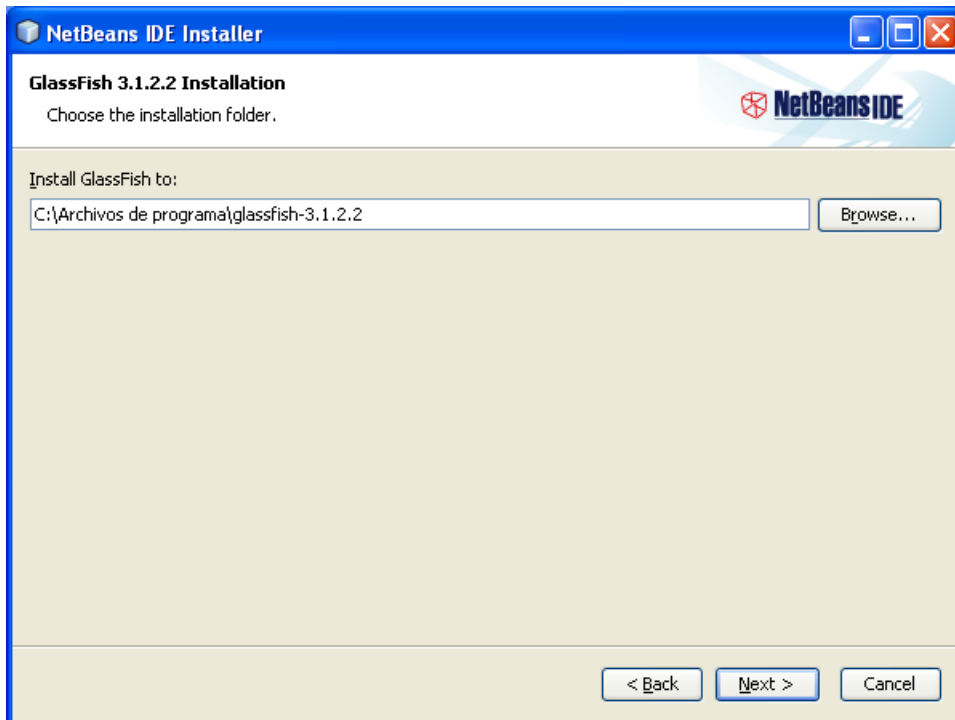 NetBeans IDE Installer
GlassFish 3.1.2.2 Installation
Choose the installation folder.
NetBeans IDE
Install GlassFish to:
C:\Archivos de programa\glassfish-3.1.2.2
Browse...
< Back
Next >
Cancel